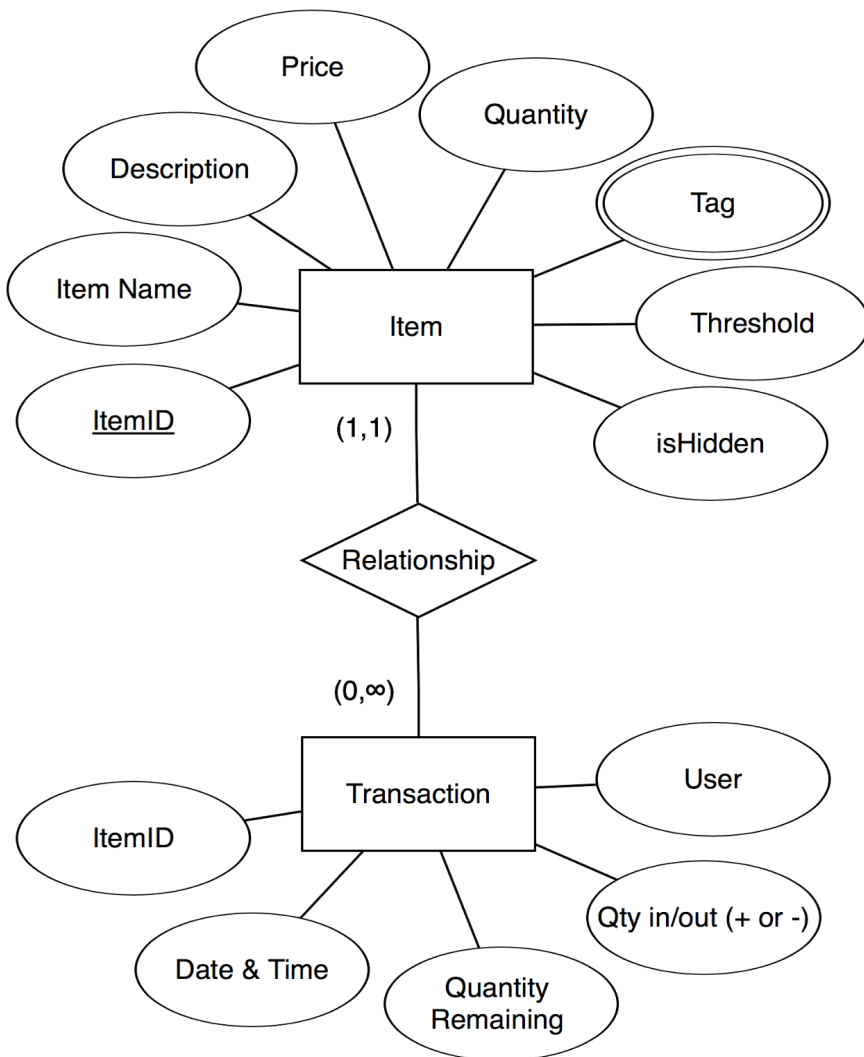 Price
Quantity
Description
Tag
Item Name
Item
Threshold
ItemID
(1,1)
isHidden
Relationship
(0,∞)
User
Transaction
ItemID
Qty in/out (+ or -)
Date & Time
Quantity
Remaining